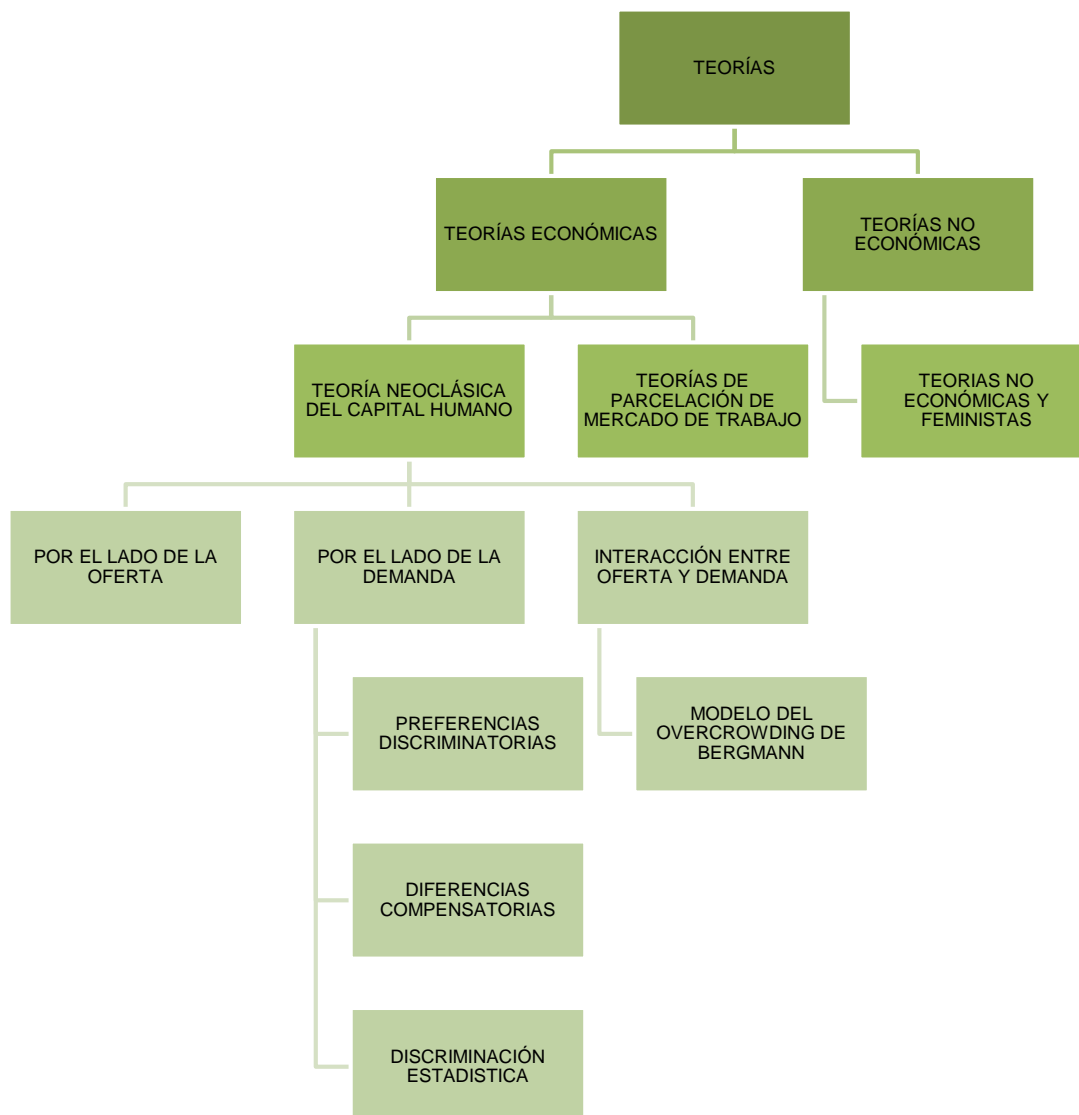 TEORÍAS
TEORÍAS ECONÓMICAS
TEORÍAS NO
ECONÓMICAS
TEORÍA NEOCLÁSICA
DEL CAPITAL HUMANO
TEORÍAS DE
PARCELACIÓN DE
MERCADO DE TRABAJO
TEORIAS NO
ECONÓMICAS Y
FEMINISTAS
POR EL LADO DE LA
OFERTA
POR EL LADO DE LA
DEMANDA
INTERACCIÓN ENTRE
OFERTA Y DEMANDA
PREFERENCIAS
DISCRIMINATORIAS
MODELO DEL
OVERCROWDING DE
BERGMANN
DIFERENCIAS
COMPENSATORIAS
DISCRIMINACIÓN
ESTADISTICA